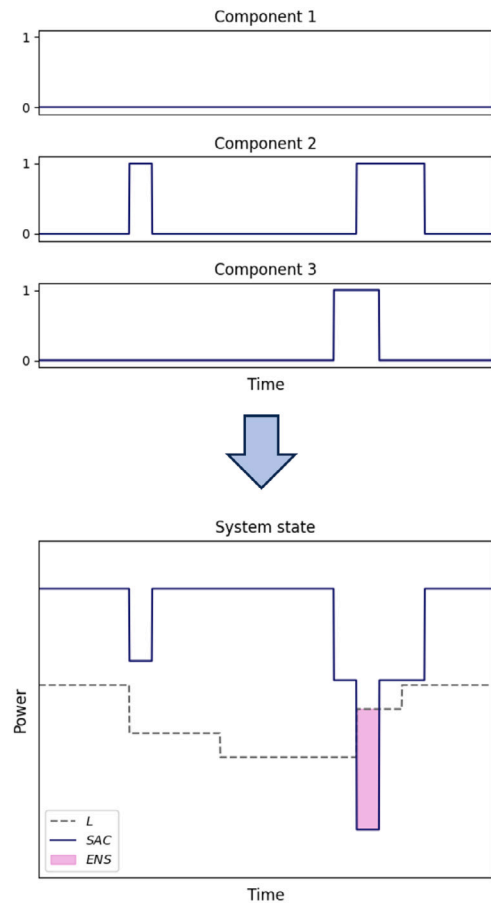 Component 1
1
0
Component 2
1
0
Component 3
1
0
Time
System state
Power
L
SAC
ENS
Time